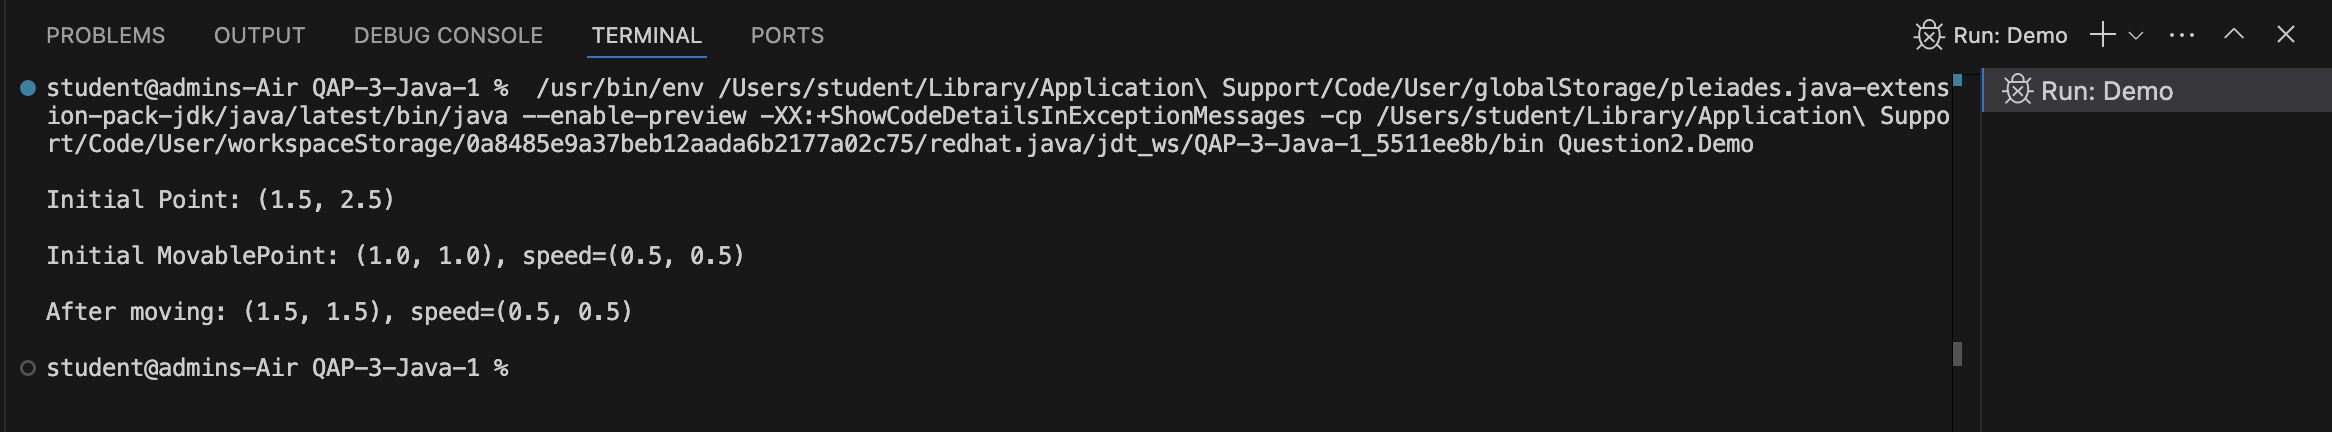 PROBLEMS OUTPUT DEBUG CONSOLE TERMINAL PORTS Run: Demo
student@admins-Air QAP-3-Java-1 %  /usr/bin/env /Users/student/Library/Application\ Support/Code/User/globalStorage/pleiades.java-extens
ion-pack-jdk/java/latest/bin/java --enable-preview -XX:+ShowCodeDetailsInExceptionMessages -cp /Users/student/Library/Application\ Suppo
rt/Code/User/workspaceStorage/0a8485e9a37beb12aada6b2177a02c75/redhat.java/jdt_ws/QAP-3-Java-1_5511ee8b/bin Question2.Demo
Initial Point: (1.5, 2.5)
Initial MovablePoint: (1.0, 1.0), speed=(0.5, 0.5)
After moving: (1.5, 1.5), speed=(0.5, 0.5)
student@admins-Air QAP-3-Java-1 %
Run: Demo